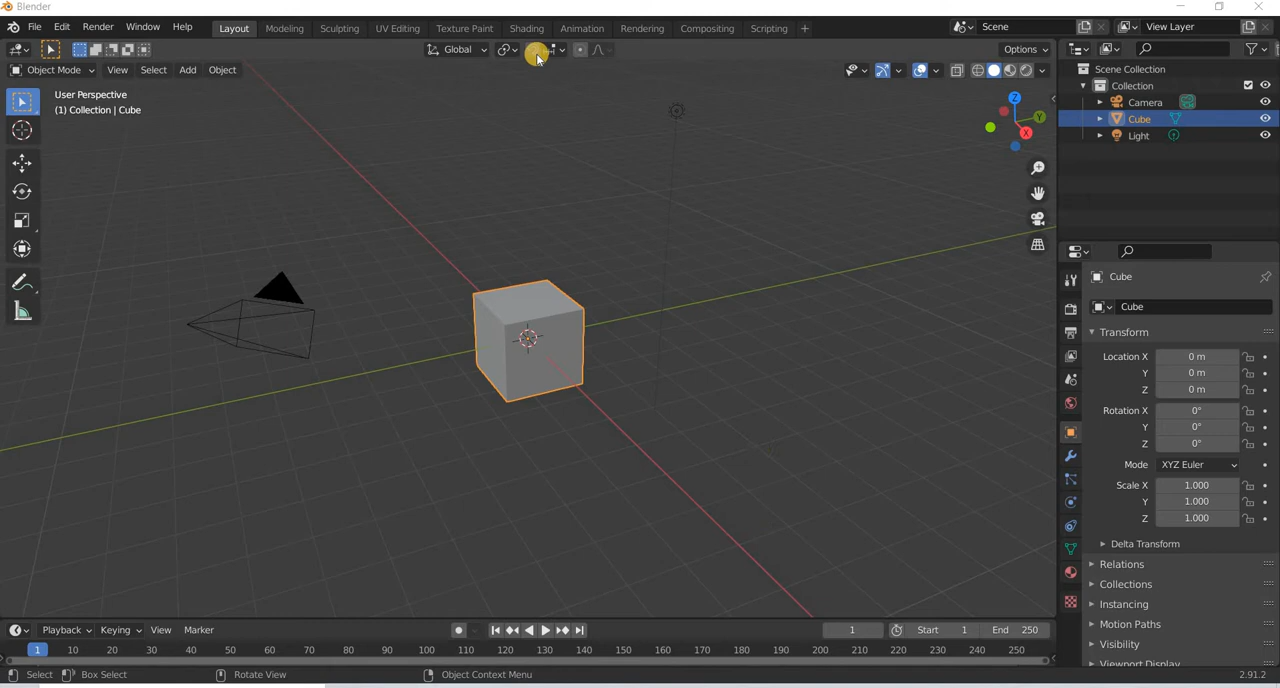 Blender
File Edit Render Window Help Layout Modeling Sculpting UV Editing Texture Paint Shading Animation Rendering Compositing Scripting + Scene View Layer
Global Options
Object Mode View Select Add Object
User Perspective
(1) Collection | Cube
Z
Y
X
Scene Collection
Collection
Camera
Cube
Light
Cube
Cube
Transform
Location X 0 m
Y 0 m
Z 0 m
Rotation X 0°
Y 0°
Z 0°
Mode XYZ Euler
Scale X 1.000
Y 1.000
Z 1.000
Delta Transform
Relations
Collections
Instancing
Motion Paths
Visibility
Viewport Display
Playback Keying View Marker 1 Start 1 End 250
1 10 20 30 40 50 60 70 80 90 100 110 120 130 140 150 160 170 180 190 200 210 220 230 240 250
Select Box Select Rotate View Object Context Menu 2.91.2